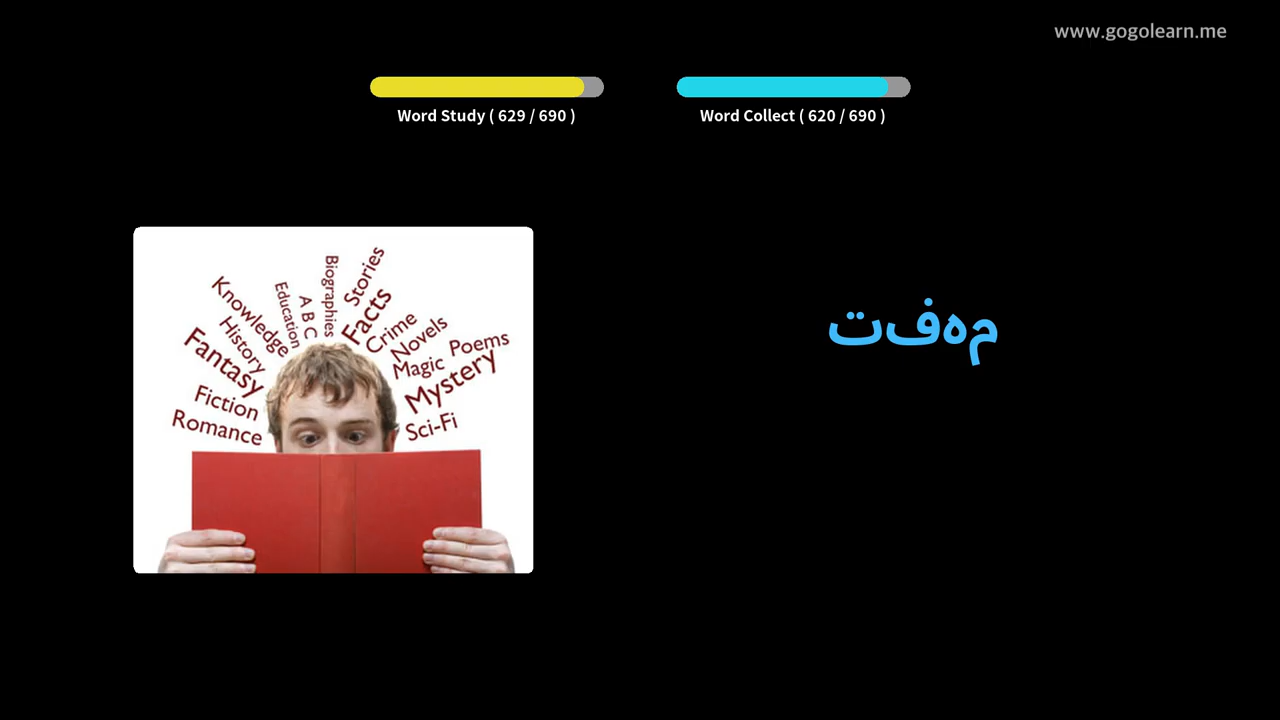 www.gogolearn.me
Word Study ( 629 / 690 )
Word Collect ( 620 / 690 )
مهفت
Romance
Fiction
Fantasy
History
Knowledge
Education
A B C
Biographies
Stories
Facts
Crime
Novels
Magic
Poems
Mystery
Sci-Fi